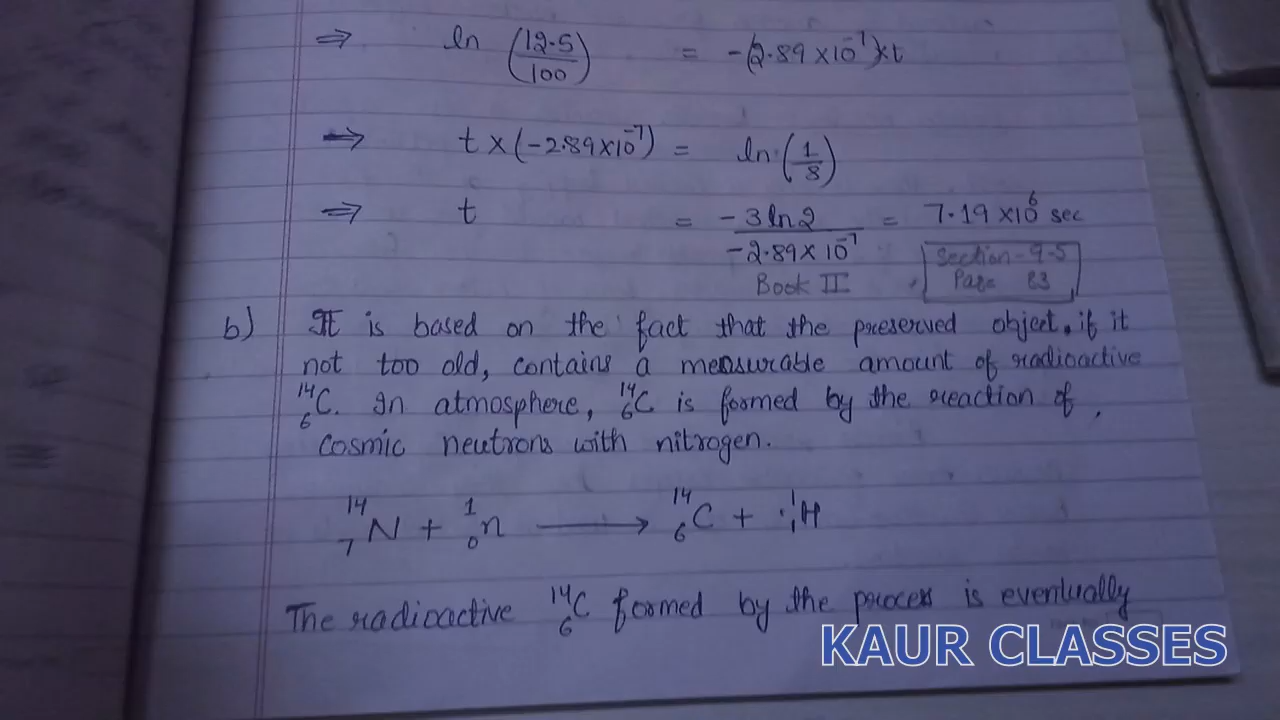 ⇒ ln (12.5/100) = -(2.89 × 10⁻⁷) × t
⇒ t × (-2.89 × 10⁻⁷) = ln (1/8)
⇒ t = -3 ln 2 / -2.89 × 10⁻⁷ = 7.19 × 10⁶ sec
Book II
Section-9.5
Page 83
b) It is based on the fact that the preserved object, if it
not too old, contains a measurable amount of radioactive
¹⁴₆C. In atmosphere, ¹⁴₆C is formed by the reaction of
cosmic neutrons with nitrogen.
¹⁴₇N + ¹₀n ⟶ ¹⁴₆C + ¹₁H
The radioactive ¹⁴₆C formed by the process is eventually
KAUR CLASSES